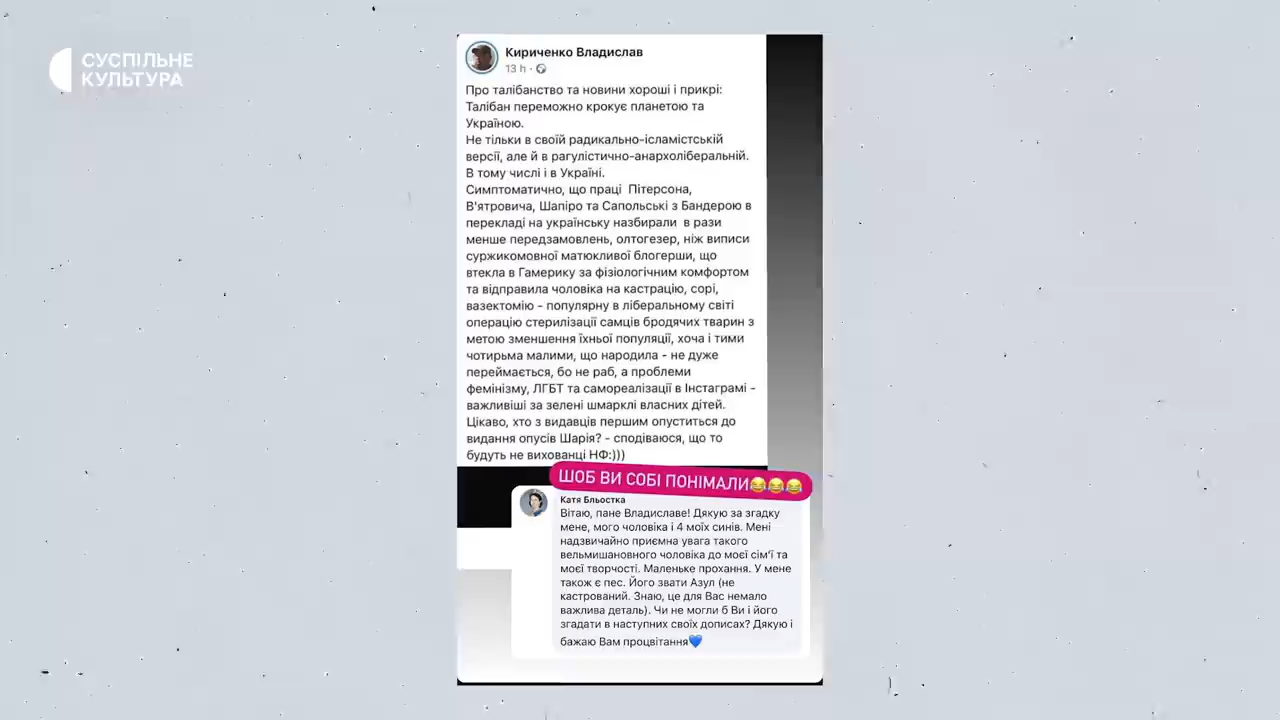 СУСПІЛЬНЕ
КУЛЬТУРА
Кириченко Владислав
13 h ·
Про талібанство та новини хороші і прикрі:
Талібан переможно крокує планетою та
Україною.
Не тільки в своїй радикально-ісламістській
версії, але й в рагулістично-анархоліберальній.
В тому числі і в Україні.
Симптоматично, що праці Пітерсона,
В'ятровича, Шапіро та Сапольські з Бандерою в
перекладі на українську назбирали в рази
менше передзамовлень, олтогезер, ніж виписи
суржикомовної матюкливої блогерши, що
втекла в Гамерику за фізіологічним комфортом
та відправила чоловіка на кастрацію, сорі,
вазектомію - популярну в ліберальному світі
операцію стерилізації самців бродячих тварин з
метою зменшення їхньої популяції, хоча і тими
чотирьма малими, що народила - не дуже
переймається, бо не раб, а проблеми
фемінізму, ЛГБТ та самореалізації в Інстаграмі -
важливіші за зелені шмарклі власних дітей.
Цікаво, хто з видавців першим опуститься до
видання опусів Шарія? - сподіваюся, що то
будуть не вихованці НФ:)))
ШОБ ВИ СОБІ ПОНІМАЛИ😂😂😂
Катя Бльостка
Вітаю, пане Владиславе! Дякую за згадку
мене, мого чоловіка і 4 моїх синів. Мені
надзвичайно приємна увага такого
вельмишановного чоловіка до моєї сім'ї та
моєї творчості. Маленьке прохання. У мене
також є пес. Його звати Азул (не
кастрований. Знаю, це для Вас немало
важлива деталь). Чи не могли б Ви і його
згадати в наступних своїх дописах? Дякую і
бажаю Вам процвітання💙